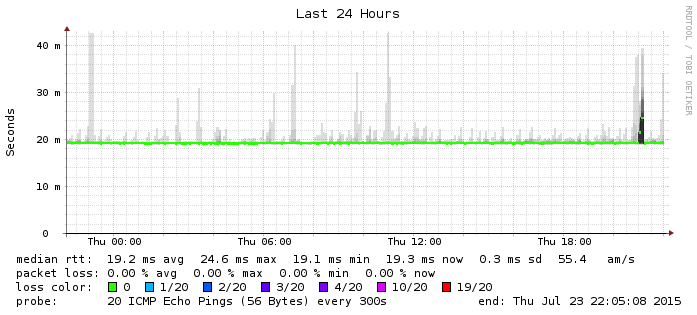 Last 24 Hours
RRDTOOL / TOBI OETIKER
Seconds
40 m
30 m
20 m
10 m
0
Thu 00:00 Thu 06:00 Thu 12:00 Thu 18:00
median rtt: 19.2 ms avg 24.6 ms max 19.1 ms min 19.3 ms now 0.3 ms sd 55.4 am/s
packet loss: 0.00 % avg 0.00 % max 0.00 % min 0.00 % now
loss color: 0 1/20 2/20 3/20 4/20 10/20 19/20
probe: 20 ICMP Echo Pings (56 Bytes) every 300s end: Thu Jul 23 22:05:08 2015